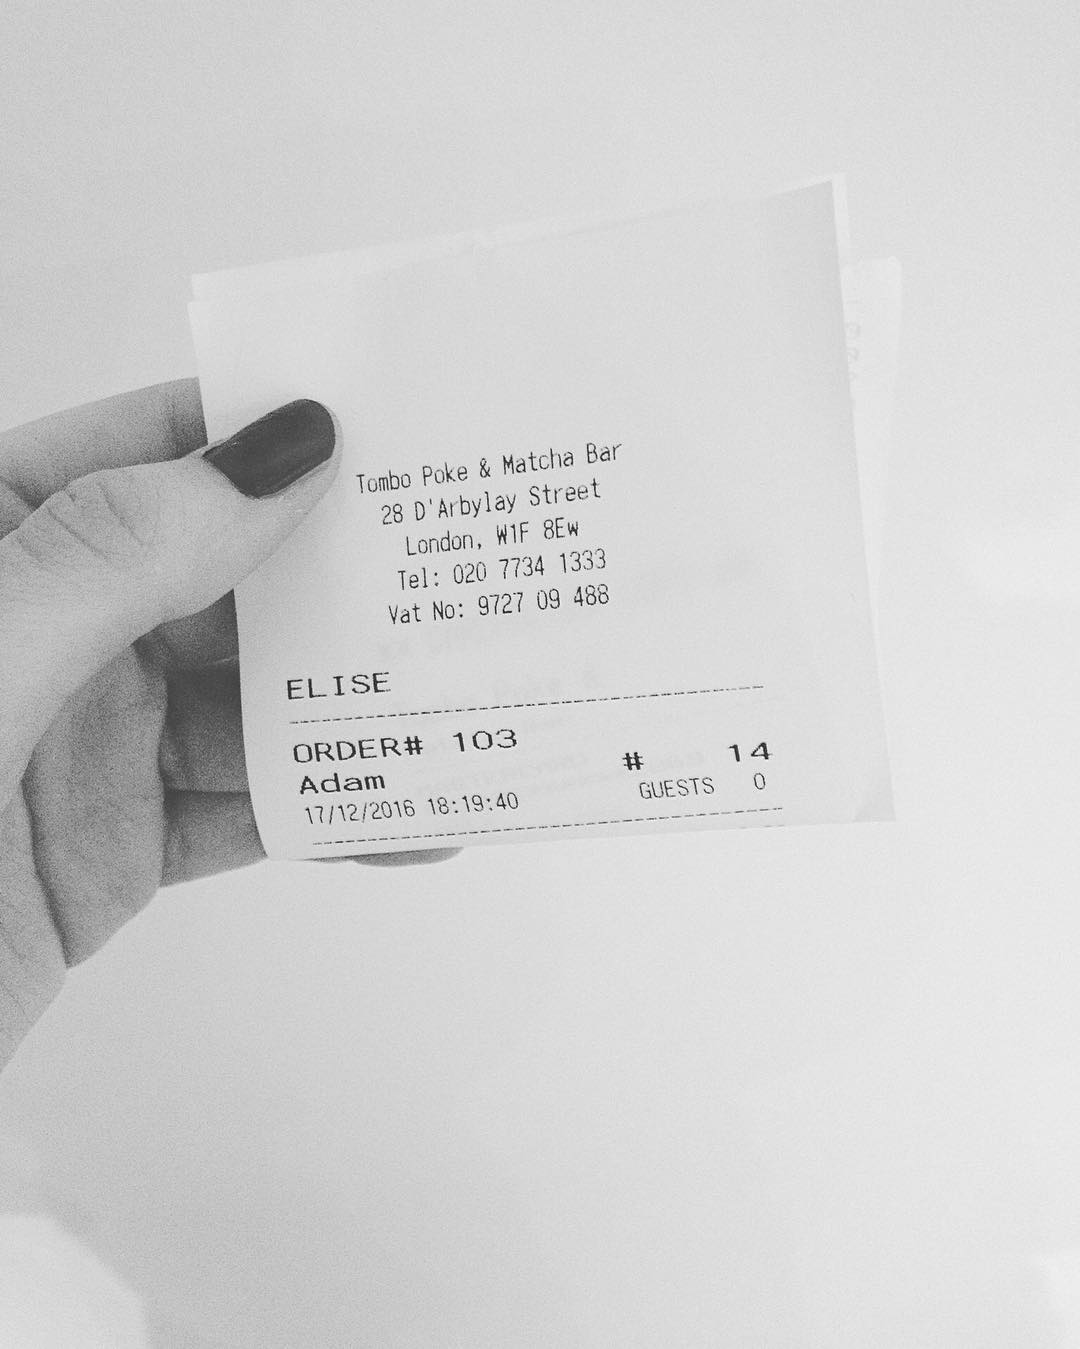 Tombo Poke & Matcha Bar
28 D'Arbylay Street
London, W1F 8Ew
Tel: 020 7734 1333
Vat No: 9727 09 488
ELISE
ORDER# 103
Adam # 14
17/12/2016 18:19:40 GUESTS 0